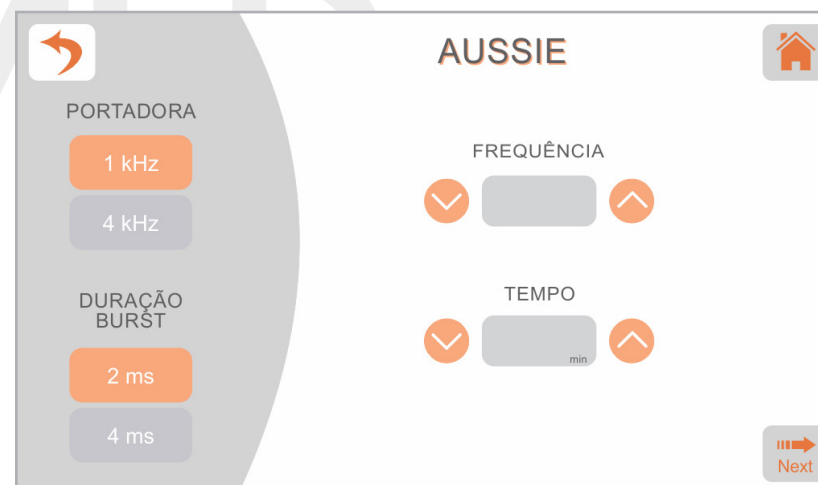 AUSSIE
PORTADORA
1 kHz
4 kHz
DURAÇÃO
BURST
2 ms
4 ms
FREQUÊNCIA
TEMPO
min
Next